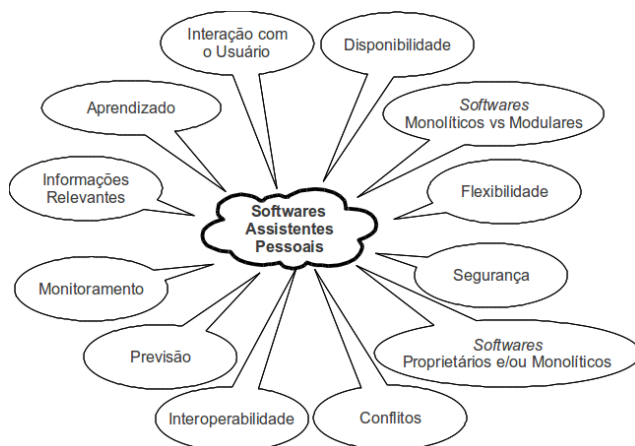 Interação com
o Usuário
Disponibilidade
Aprendizado
Softwares
Monolíticos vs Modulares
Informações
Relevantes
Flexibilidade
Softwares
Assistentes
Pessoais
Monitoramento
Segurança
Previsão
Softwares
Proprietários e/ou Monolíticos
Interoperabilidade
Conflitos